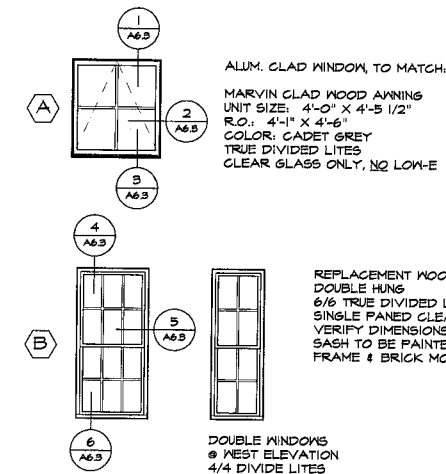 1
A6.3
ALUM. CLAD WINDOW, TO MATCH:
MARVIN CLAD WOOD AWNING
UNIT SIZE: 4'-0" X 4'-5 1/2"
R.O.: 4'-1" X 4'-6"
COLOR: CADET GREY
TRUE DIVIDED LITES
CLEAR GLASS ONLY, NO LOW-E
A
2
A6.3
3
A6.3
4
A6.3
REPLACEMENT WOO
DOUBLE HUNG
6/6 TRUE DIVIDED L
SINGLE PANED CLEA
VERIFY DIMENSIONS
SASH TO BE PAINTE
FRAME & BRICK MO
5
A6.3
B
6
A6.3
DOUBLE WINDOWS
@ WEST ELEVATION
4/4 DIVIDE LITES